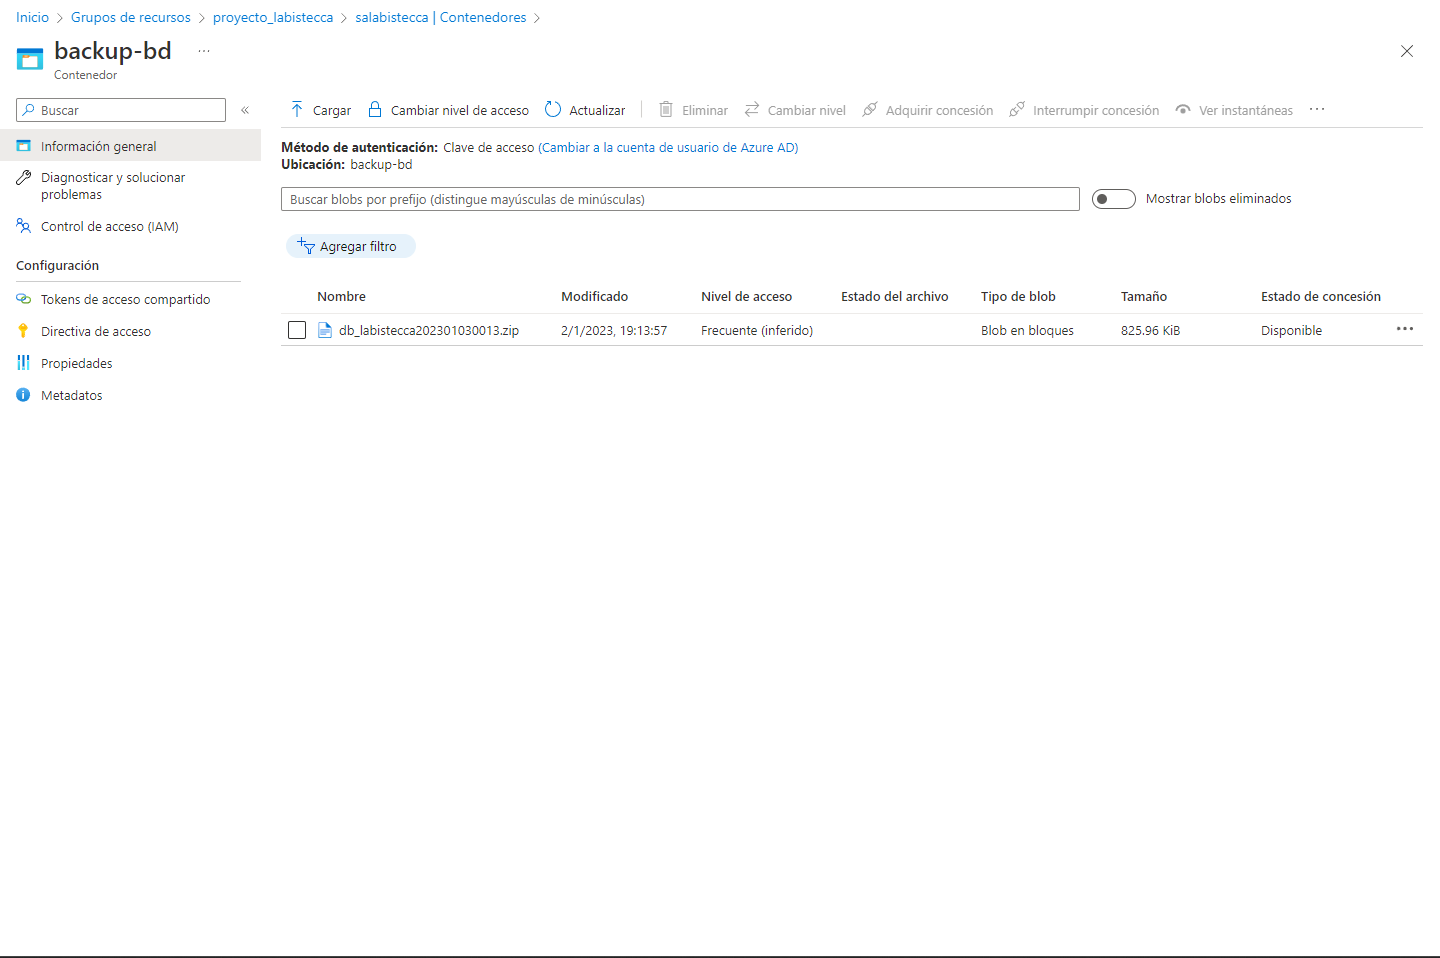 Inicio > Grupos de recursos > proyecto_labistecca > salabistecca | Contenedores >
backup-bd ...
Contenedor
Buscar «
Cargar Cambiar nivel de acceso Actualizar Eliminar Cambiar nivel Adquirir concesión Interrumpir concesión Ver instantáneas ...
Información general
Diagnosticar y solucionar
problemas
Control de acceso (IAM)
Configuración
Tokens de acceso compartido
Directiva de acceso
Propiedades
Metadatos
Método de autenticación: Clave de acceso (Cambiar a la cuenta de usuario de Azure AD)
Ubicación: backup-bd
Buscar blobs por prefijo (distingue mayúsculas de minúsculas) Mostrar blobs eliminados
Agregar filtro
Nombre Modificado Nivel de acceso Estado del archivo Tipo de blob Tamaño Estado de concesión
db_labistecca202301030013.zip 2/1/2023, 19:13:57 Frecuente (inferido) Blob en bloques 825.96 KiB Disponible ...